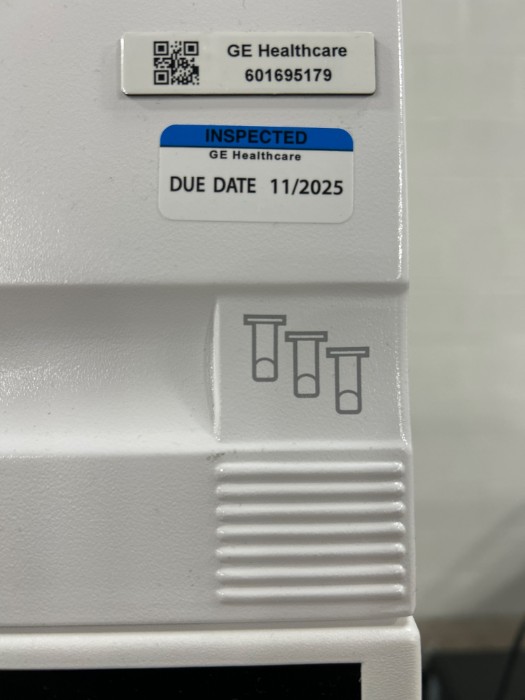 GE Healthcare
601695179
INSPECTED
GE Healthcare
DUE DATE 11/2025